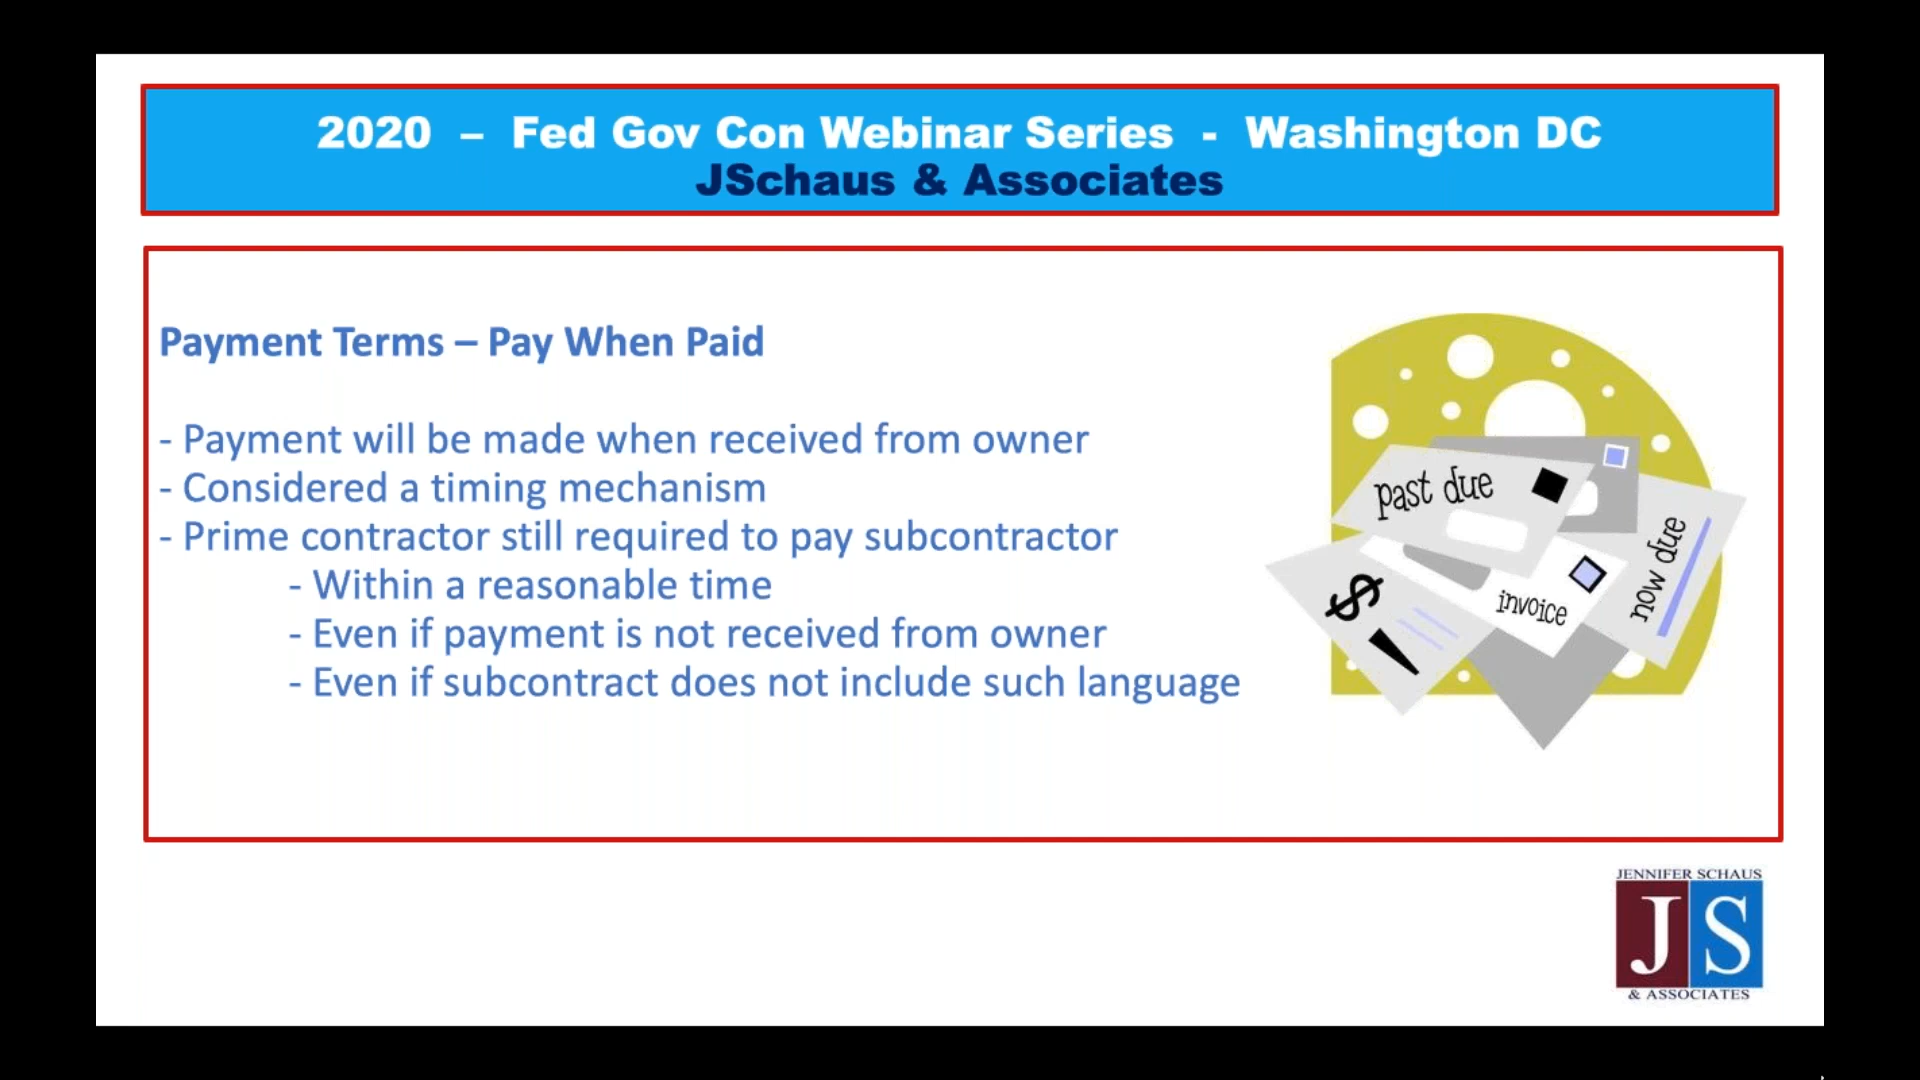 2020 – Fed Gov Con Webinar Series - Washington DC
JSchaus & Associates
Payment Terms – Pay When Paid
- Payment will be made when received from owner
- Considered a timing mechanism
- Prime contractor still required to pay subcontractor
- Within a reasonable time
- Even if payment is not received from owner
- Even if subcontract does not include such language
past due
now due
invoice
$
JENNIFER SCHAUS
JS
& ASSOCIATES